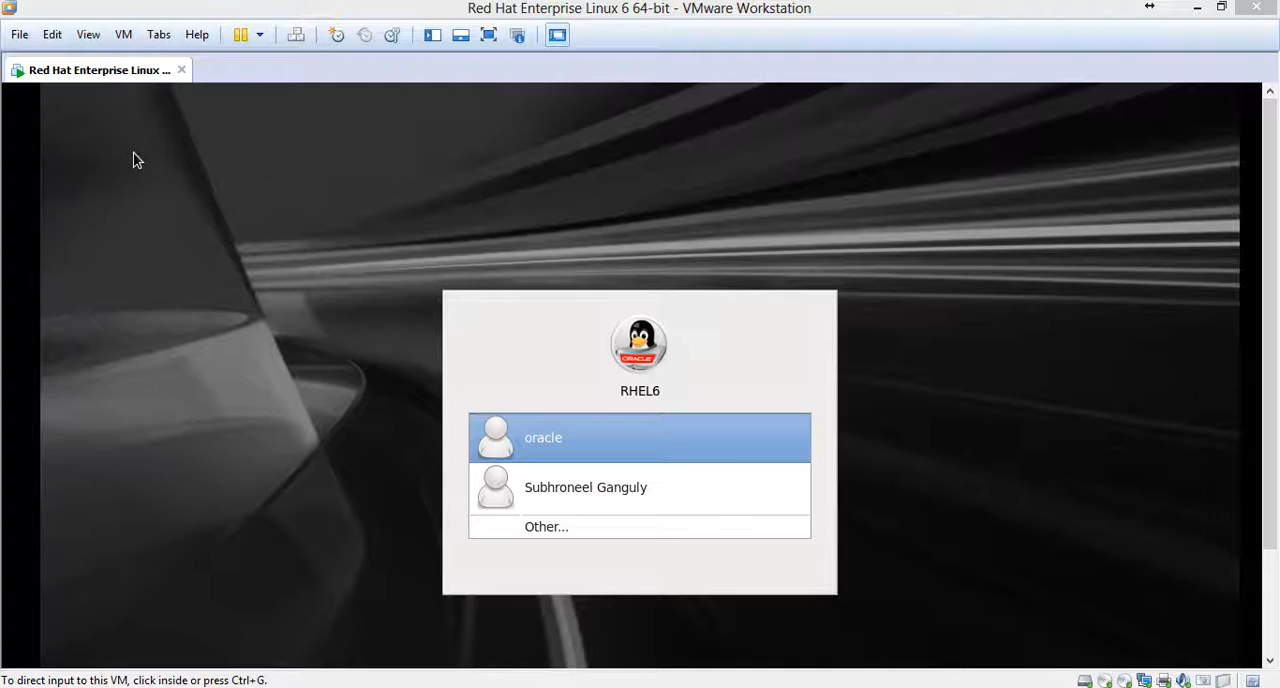 Red Hat Enterprise Linux 6 64-bit - VMware Workstation
File Edit View VM Tabs Help
Red Hat Enterprise Linux ...
ORACLE
RHEL6
oracle
Subhroneel Ganguly
Other...
To direct input to this VM, click inside or press Ctrl+G.